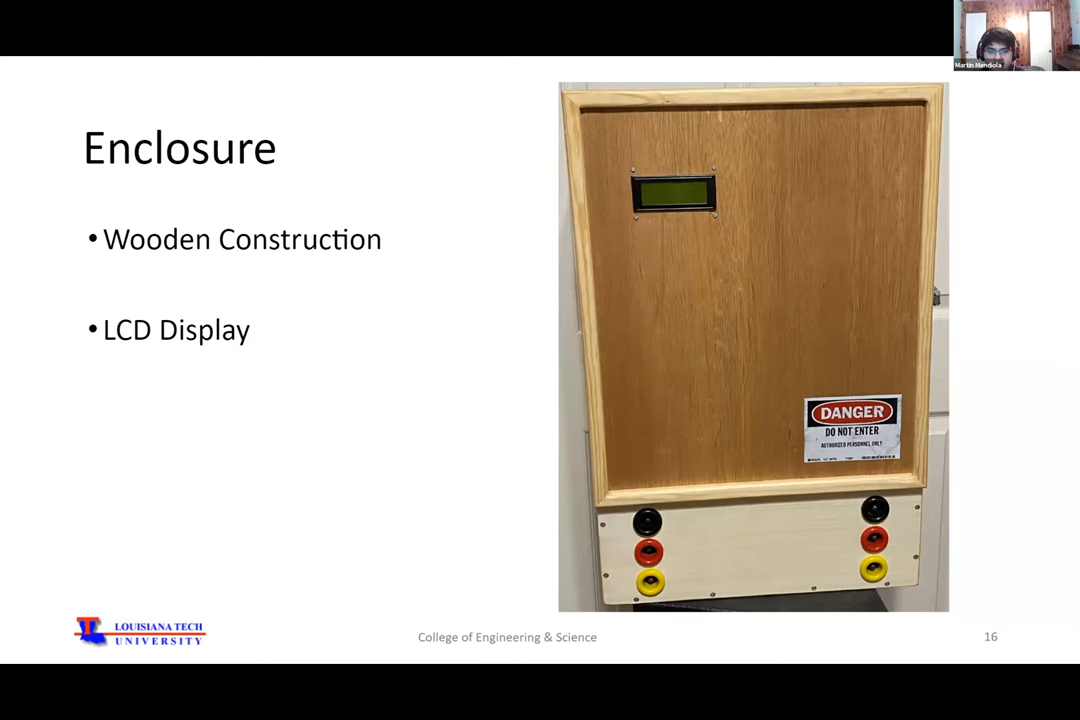 Martin Mendiola
Enclosure
• Wooden Construction
• LCD Display
DANGER
DO NOT ENTER
AUTHORIZED PERSONNEL ONLY
LOUISIANA TECH
UNIVERSITY
College of Engineering & Science
16